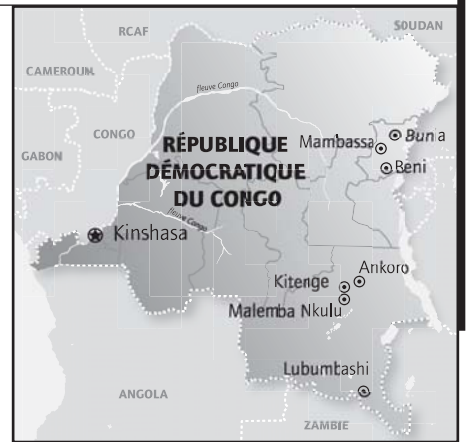 RCAF
SOUDAN
CAMEROUN
fleuve Congo
CONGO
GABON
RÉPUBLIQUE
DÉMOCRATIQUE
DU CONGO
Mambassa
Bunia
Beni
fleuve Congo
Kinshasa
Ankoro
Kitenge
Malemba Nkulu
Lubumbashi
ANGOLA
ZAMBIE